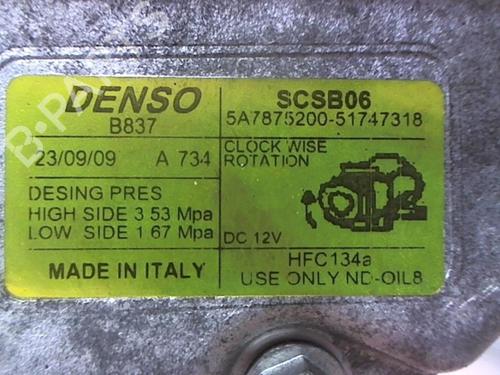 DENSO
B837
SCSB06
5A7875200-51747318
23/09/09 A 734
CLOCK WISE
ROTATION
DESING PRES
HIGH SIDE 3 53 Mpa
LOW SIDE 1 67 Mpa
DC 12V
MADE IN ITALY
HFC134a
USE ONLY ND-OIL8
B-PARTS